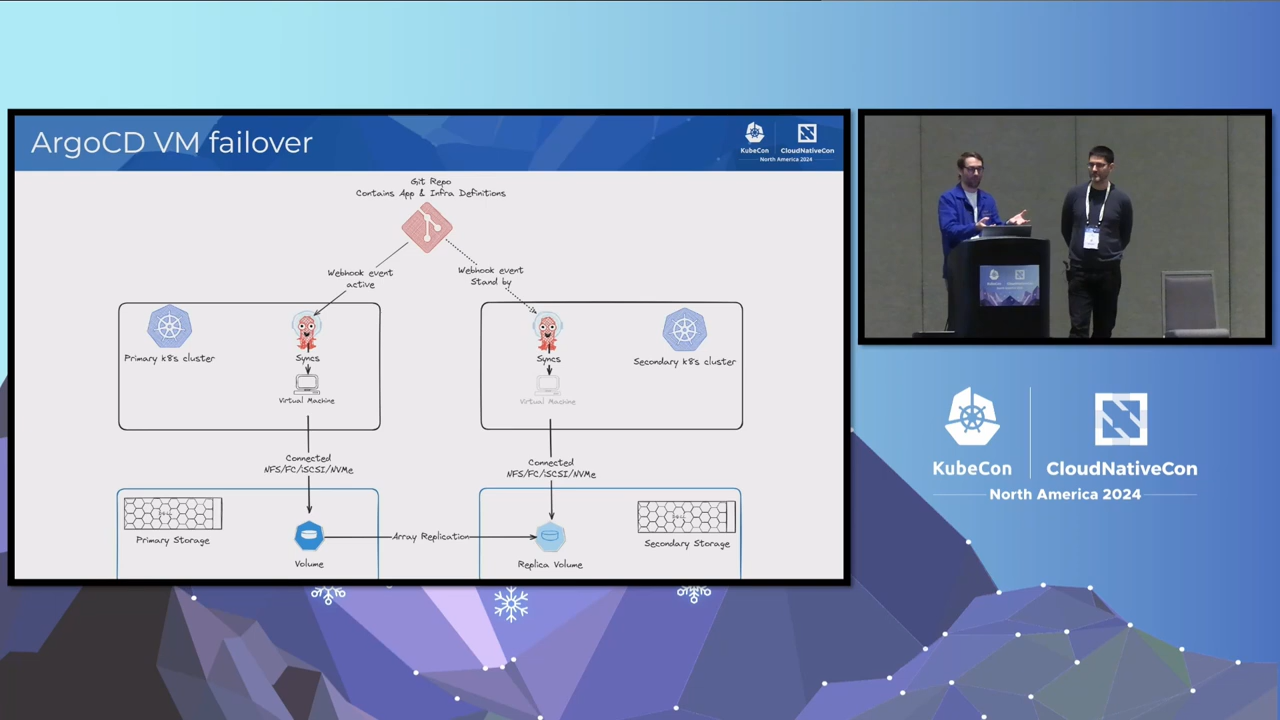 ArgoCD VM failover
KubeCon
CloudNativeCon
North America 2024
Git Repo
Contains App & Infra Definitions
Webhook event
active
Webhook event
Stand by
Primary k8s cluster
Syncs
Virtual Machine
Syncs
Virtual Machine
Secondary k8s cluster
Connected
NFS/FC/iSCSI/NVMe
Connected
NFS/FC/iSCSI/NVMe
Primary Storage
Volume
Array Replication
Replica Volume
Secondary Storage
KubeCon
CloudNativeCon
North America 2024